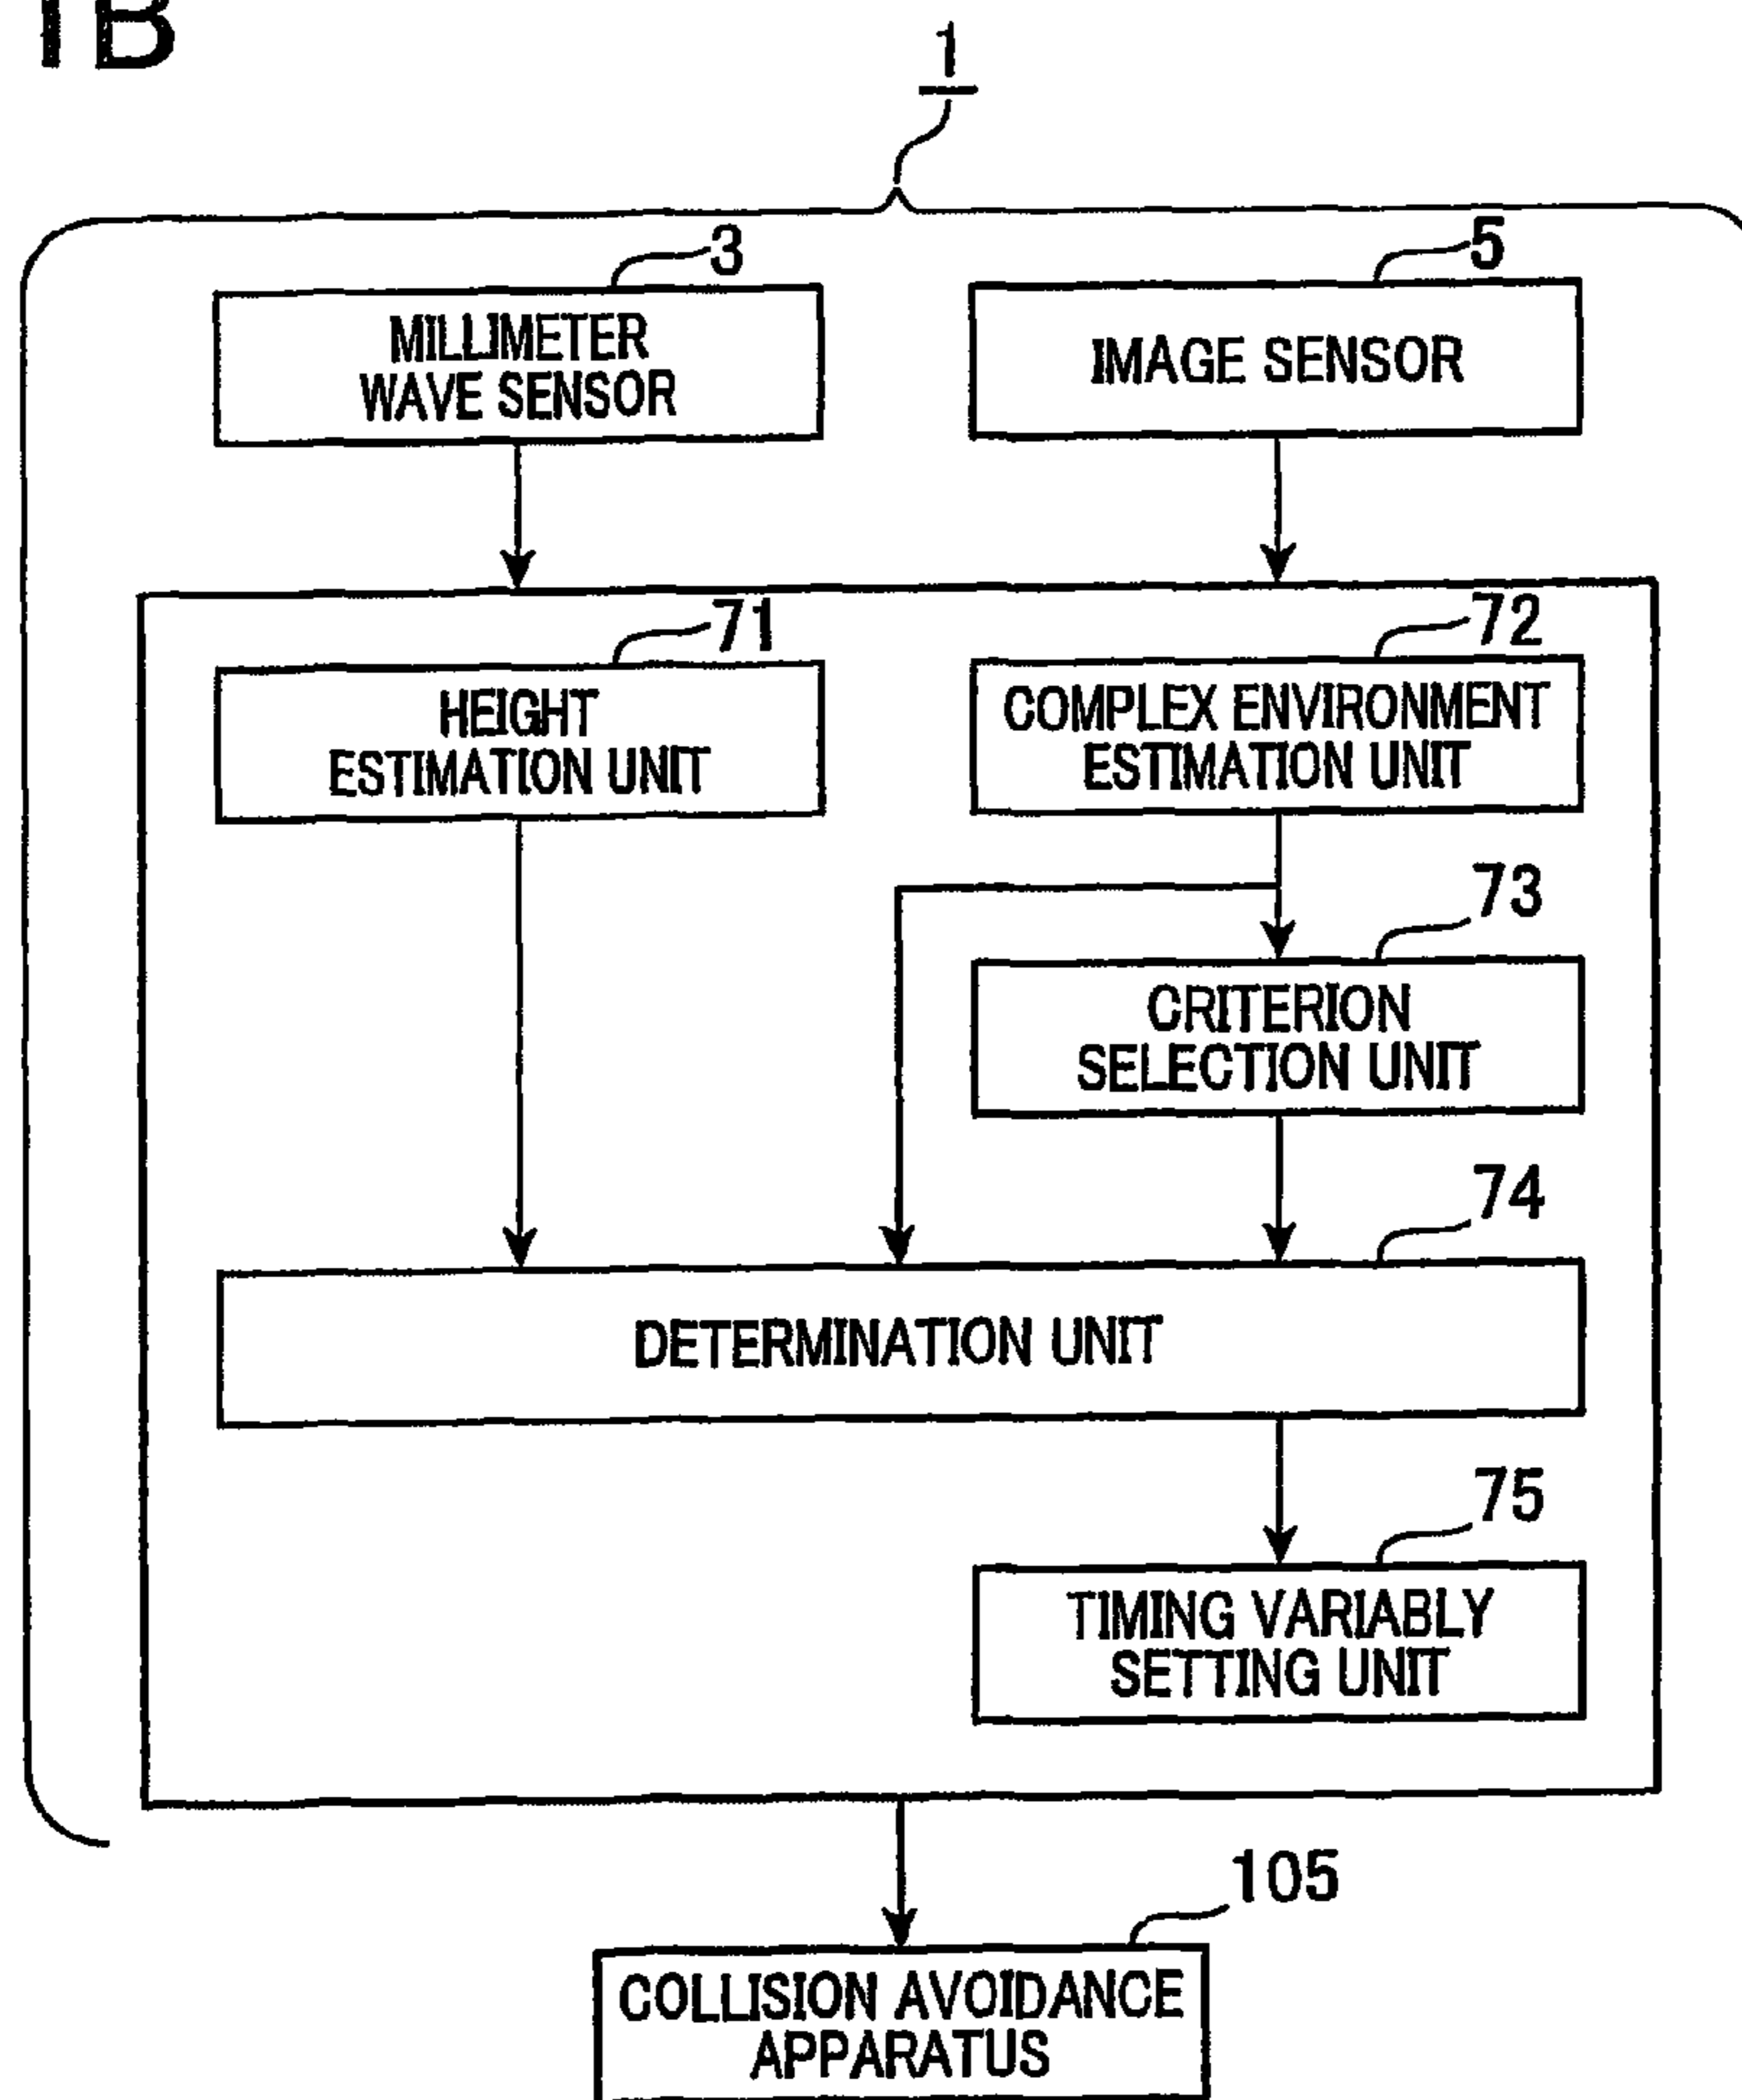 1B
1
3
5
MILLIMETER
WAVE SENSOR
IMAGE SENSOR
71
72
HEIGHT
ESTIMATION UNIT
COMPLEX ENVIRONMENT
ESTIMATION UNIT
73
CRITERION
SELECTION UNIT
74
DETERMINATION UNIT
75
TIMING VARIABLY
SETTING UNIT
105
COLLISION AVOIDANCE
APPARATUS